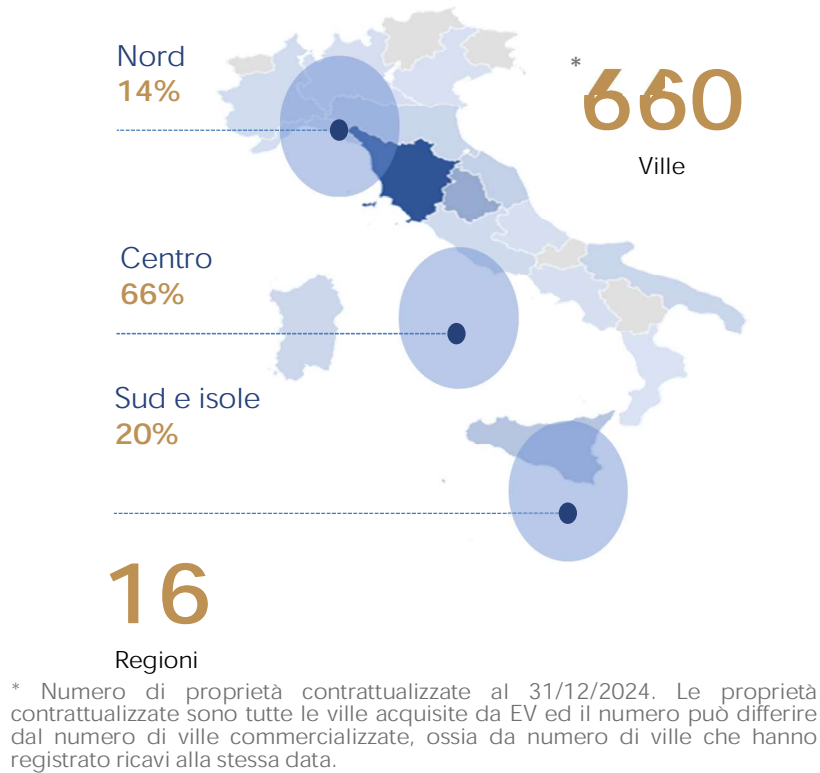 Nord
14%
*
660
Ville
Centro
66%
Sud e isole
20%
16
Regioni
* Numero di proprietà contrattualizzate al 31/12/2024. Le proprietà
contrattualizzate sono tutte le ville acquisite da EV ed il numero può differire
dal numero di ville commercializzate, ossia da numero di ville che hanno
registrato ricavi alla stessa data.